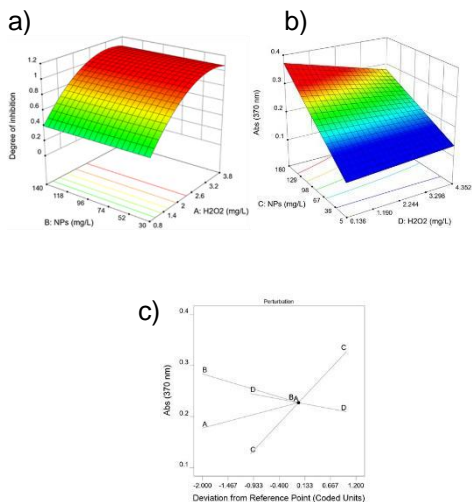 a)
1.2
1
0.8
0.6
0.4
0.2
0
Degree of inhibition
140
118
96
74
52
30
B: NPs (mg/L)
0.8
1.4
2
2.6
3.2
3.8
A: H2O2 (mg/L)
b)
0.4
0.3
0.2
0.1
Abs (370 nm)
160
129
98
67
36
5
C: NPs (mg/L)
0.136
1.190
2.244
3.296
4.352
D: H2O2 (mg/L)
c)
Perturbation
0.4
0.3
0.2
0.1
Abs (370 nm)
B
D
A
C
B
A
C
D
-2.000
-1.467
-0.933
-0.400
0.133
0.667
1.200
Deviation from Reference Point (Coded Units)